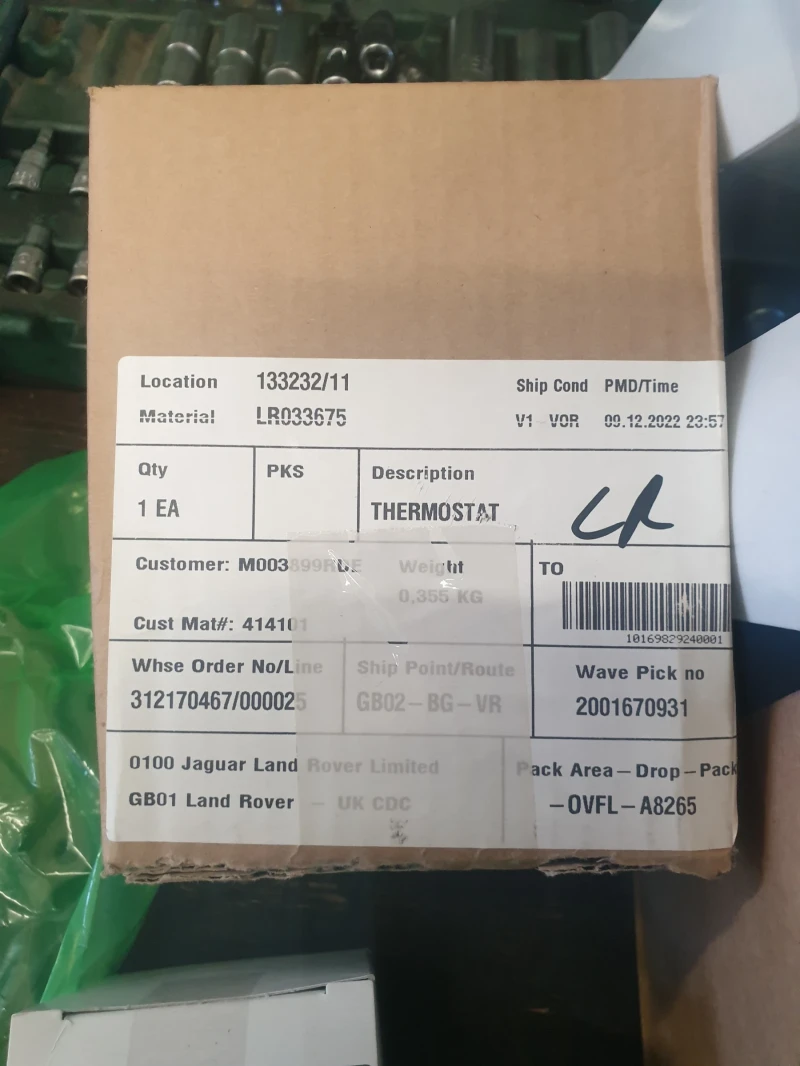 Location 133232/11 Ship Cond PMD/Time
Material LR033675 V1 VOR 09.12.2022 23:57
Qty PKS Description
1 EA THERMOSTAT
LR
Customer: M003899RDE Weight TO
0,355 KG
10169829240001
Cust Mat#: 414101
Whse Order No/Line Ship Point/Route Wave Pick no
312170467/000025 GB02-BG-VR 2001670931
0100 Jaguar Land Rover Limited Pack Area-Drop-Pack
GB01 Land Rover - UK CDC -OVFL-A8265